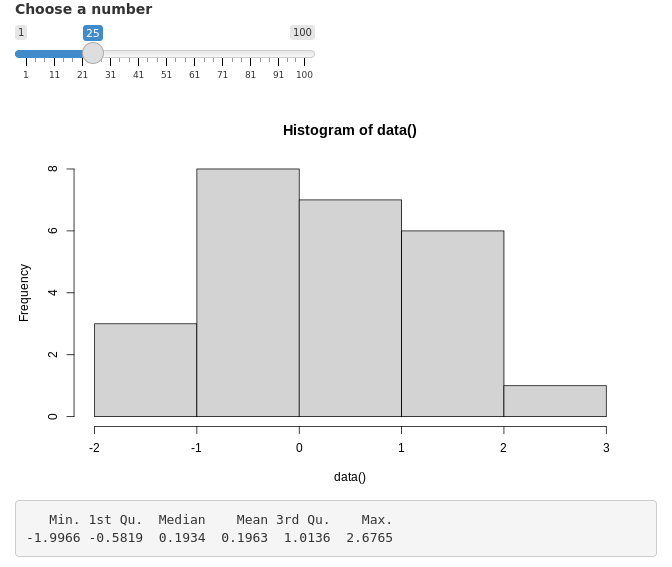 Choose a number
1 25 100
1 11 21 31 41 51 61 71 81 91 100
Histogram of data()
Frequency
8
6
4
2
0
-2 -1 0 1 2 3
data()
Min. 1st Qu. Median Mean 3rd Qu. Max.
-1.9966 -0.5819 0.1934 0.1963 1.0136 2.6765